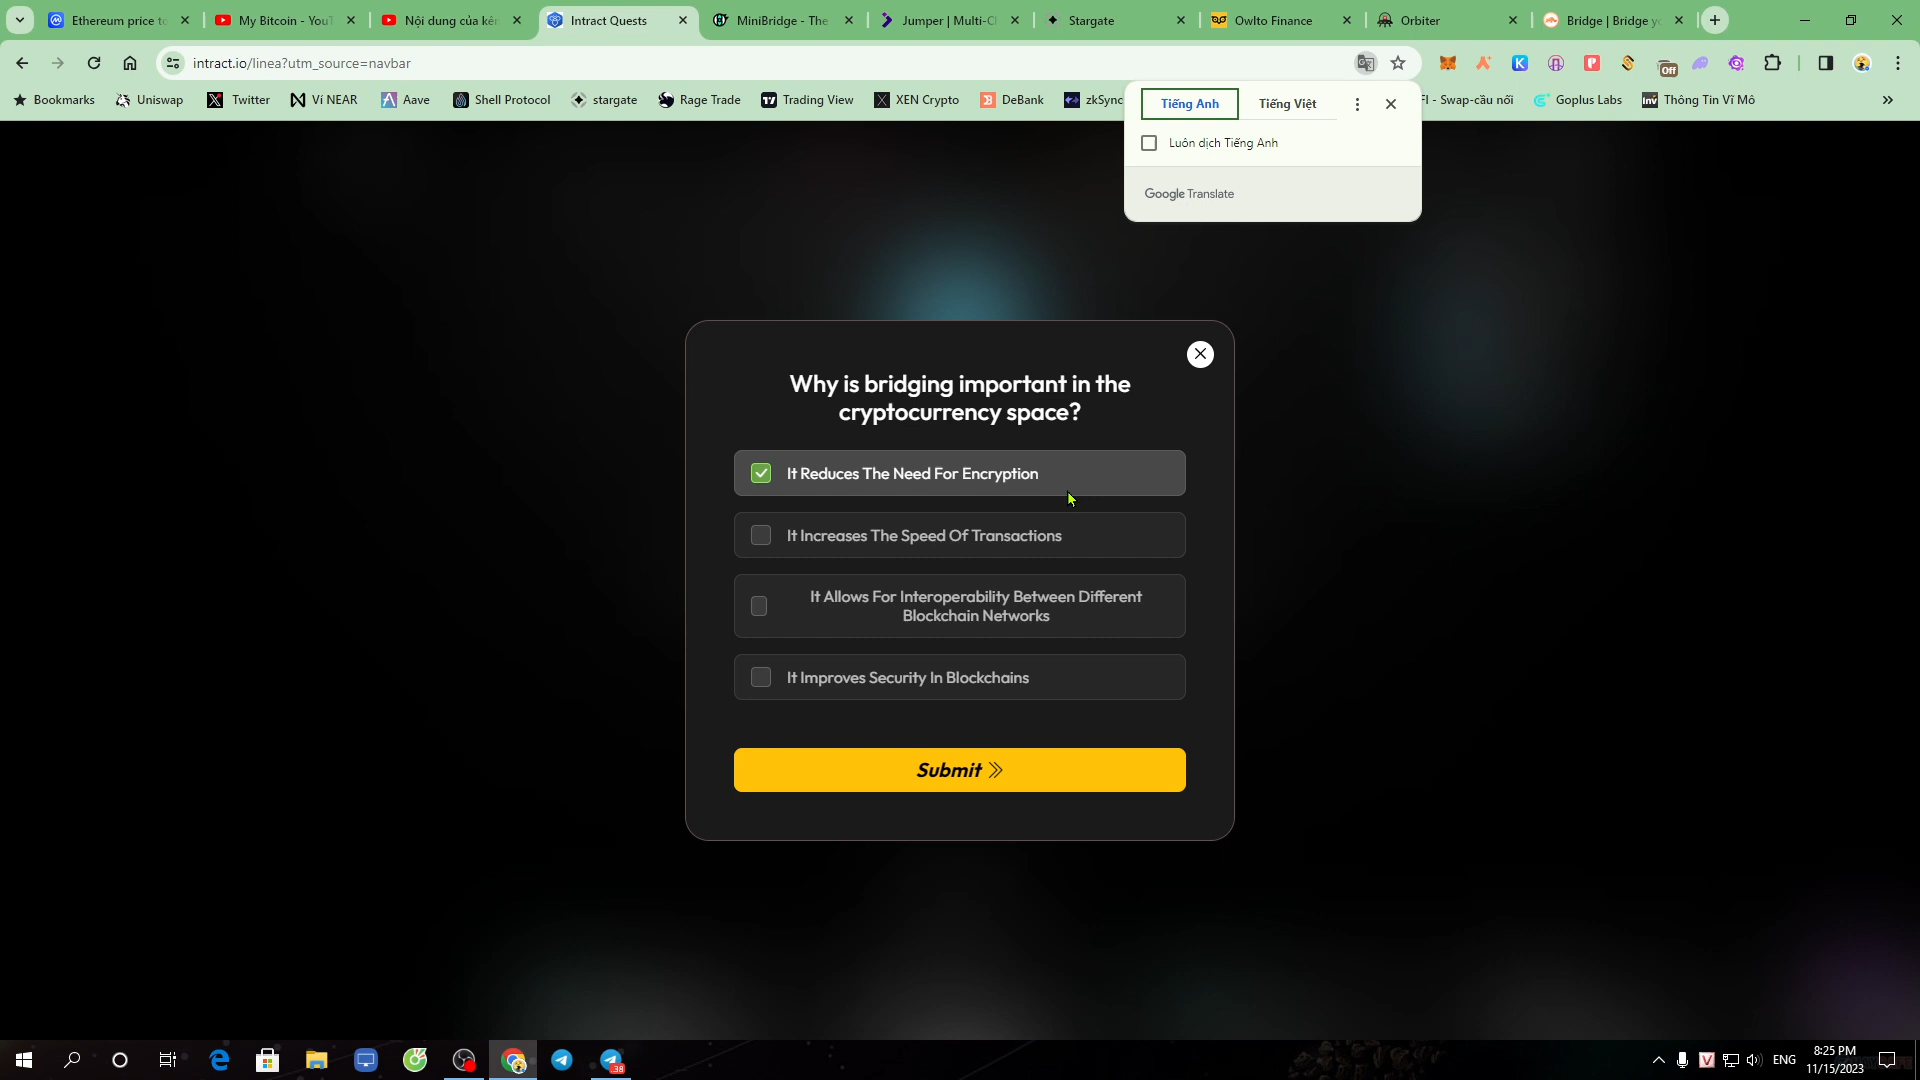 Ethereum price to
My Bitcoin - YouT
Nội dung của kên
Intract Quests
MiniBridge - The
Jumper | Multi-Cl
Stargate
Owlto Finance
Orbiter
Bridge | Bridge yo
intract.io/linea?utm_source=navbar
Off
Bookmarks
Uniswap
Twitter
Ví NEAR
Aave
Shell Protocol
stargate
Rage Trade
Trading View
XEN Crypto
DeBank
zkSync
FI - Swap-cầu nối
Goplus Labs
Thông Tin Vĩ Mô
Tiếng Anh
Tiếng Việt
Luôn dịch Tiếng Anh
Google Translate
Why is bridging important in the
cryptocurrency space?
It Reduces The Need For Encryption
It Increases The Speed Of Transactions
It Allows For Interoperability Between Different
Blockchain Networks
It Improves Security In Blockchains
Submit
38
ENG
8:25 PM
11/15/2023